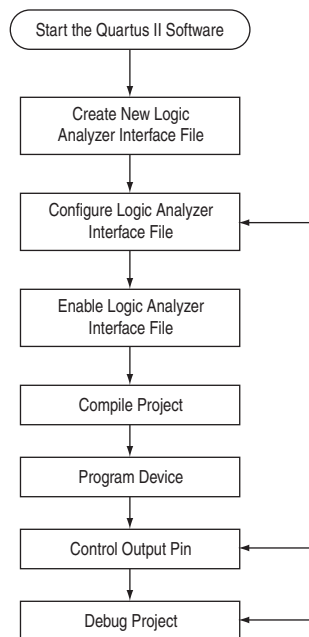 Start the Quartus II Software
Create New Logic
Analyzer Interface File
Configure Logic Analyzer
Interface File
Enable Logic Analyzer
Interface File
Compile Project
Program Device
Control Output Pin
Debug Project